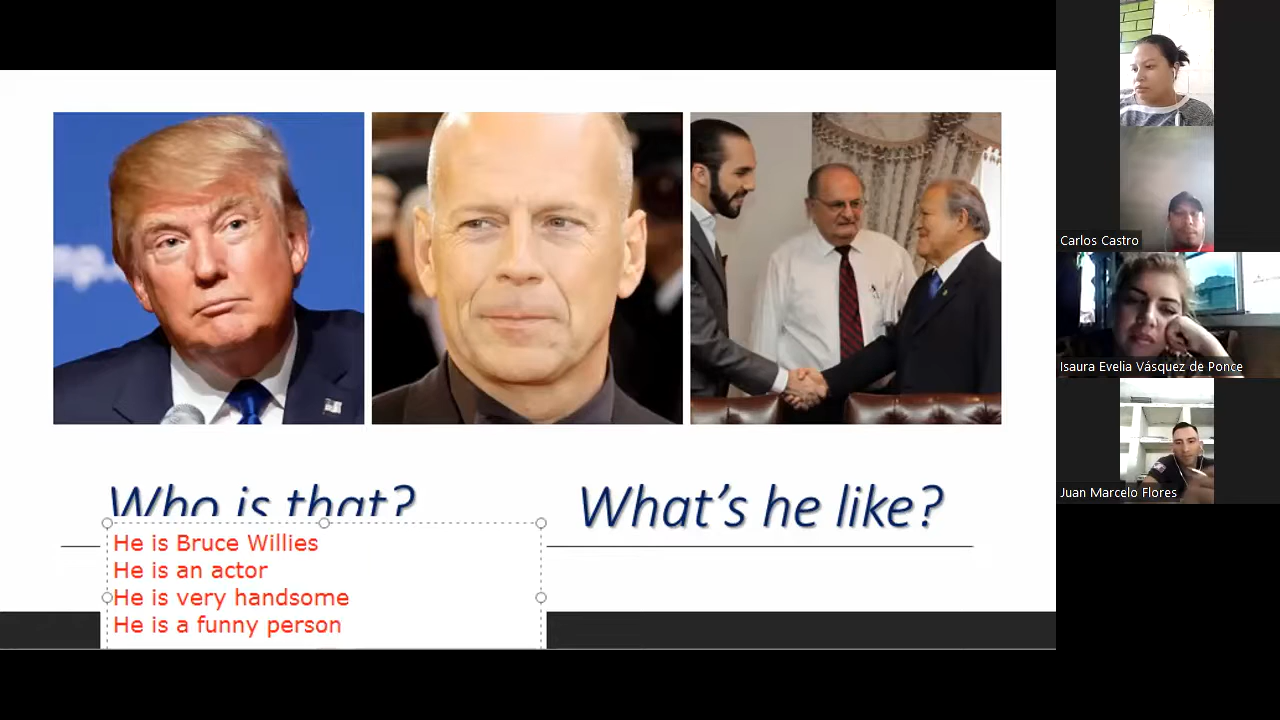 mp.
Who is that?
What's he like?
He is Bruce Willies
He is an actor
He is very handsome
He is a funny person
Carlos Castro
Isaura Evelia Vásquez de Ponce
Juan Marcelo Flores